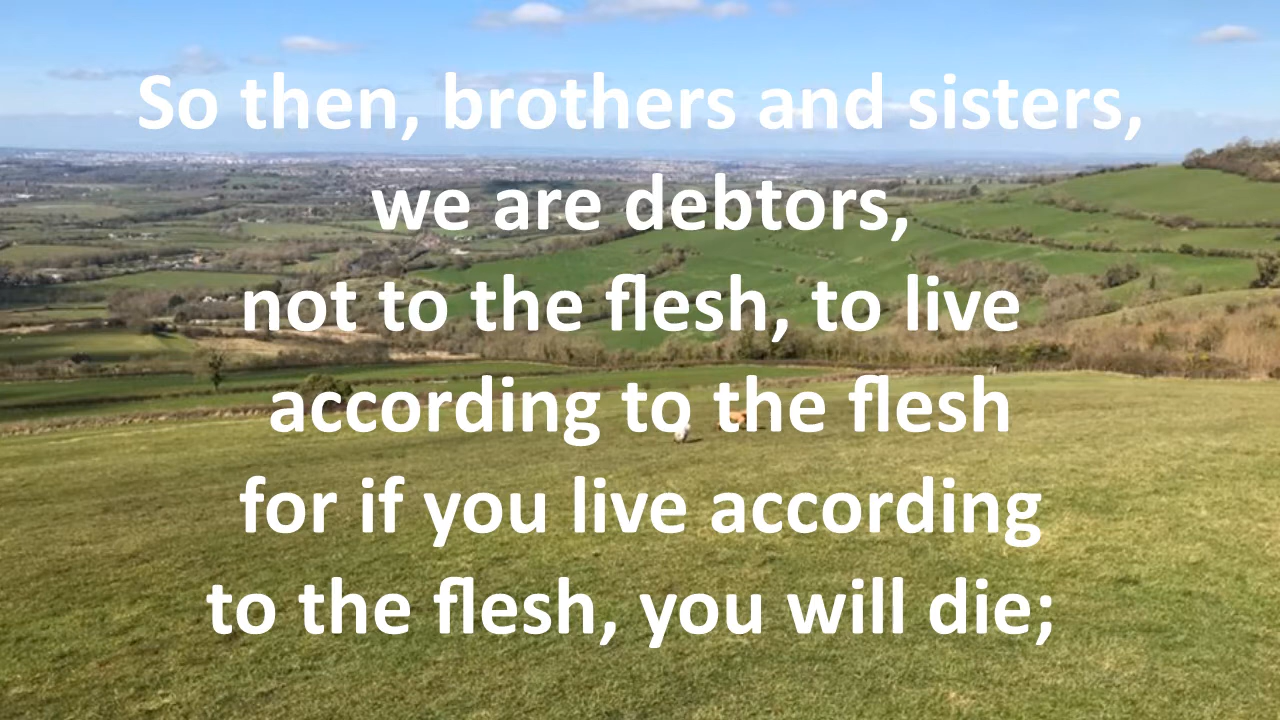 So then, brothers and sisters,
we are debtors,
not to the flesh, to live
according to the flesh
for if you live according
to the flesh, you will die;